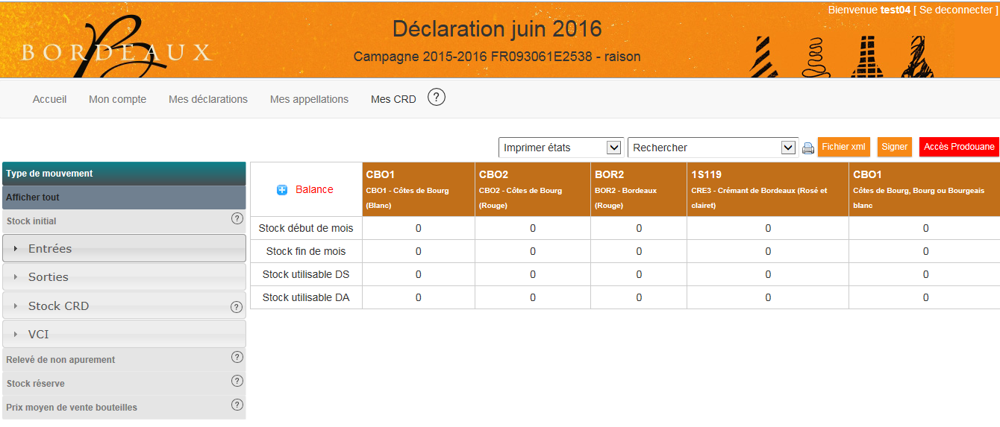 Bienvenue test04 [ Se deconnecter ]
BORDEAUX
Déclaration juin 2016
Campagne 2015-2016 FR093061E2538 - raison
Accueil Mon compte Mes déclarations Mes appellations Mes CRD ?
Imprimer états Rechercher Fichier xml Signer Accès Prodouane
Type de mouvement
Afficher tout
Stock initial ?
Entrées
Sorties
Stock CRD ?
VCI
Relevé de non apurement ?
Stock réserve ?
Prix moyen de vente bouteilles ?
Balance
CBO1
CBO1 - Côtes de Bourg
(Blanc)
CBO2
CBO2 - Côtes de Bourg
(Rouge)
BOR2
BOR2 - Bordeaux
(Rouge)
1S119
CRE3 - Crémant de Bordeaux (Rosé et
clairet)
CBO1
Côtes de Bourg, Bourg ou Bourgeais
blanc
Stock début de mois 0 0 0 0 0
Stock fin de mois 0 0 0 0 0
Stock utilisable DS 0 0 0 0 0
Stock utilisable DA 0 0 0 0 0